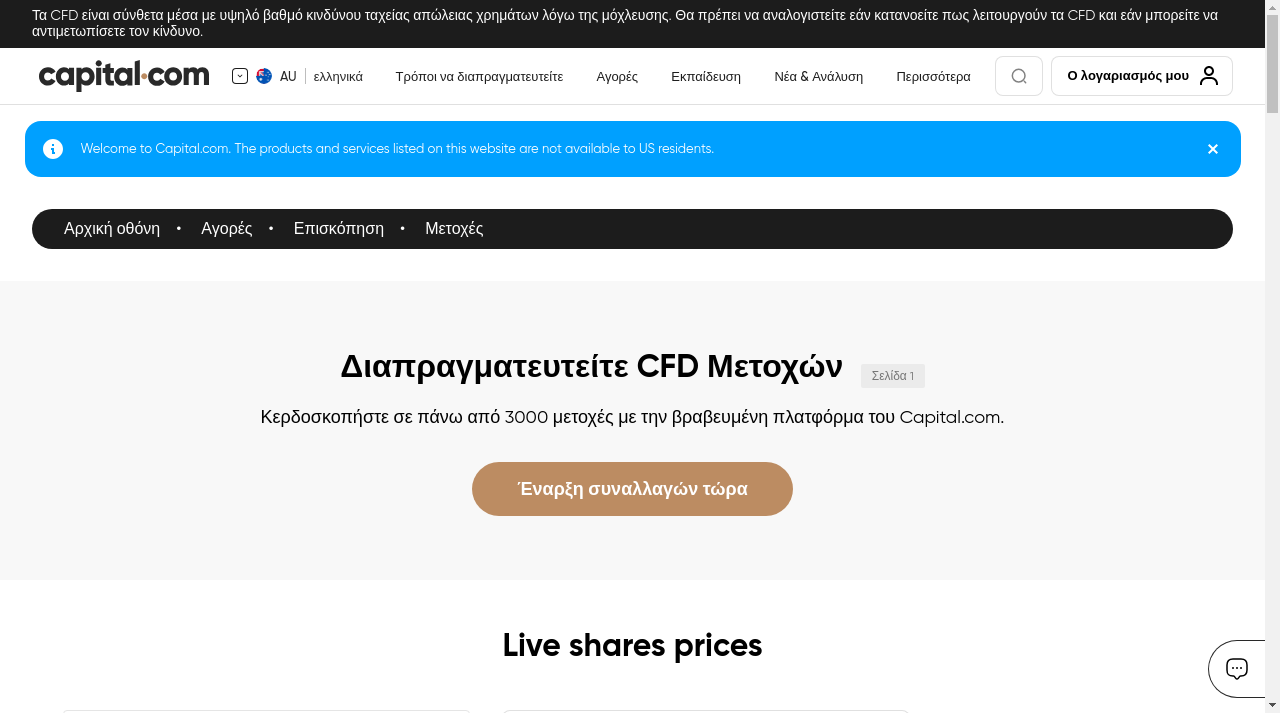 Τα CFD είναι σύνθετα μέσα με υψηλό βαθμό κινδύνου ταχείας απώλειας χρημάτων λόγω της μόχλευσης. Θα πρέπει να αναλογιστείτε εάν κατανοείτε πως λειτουργούν τα CFD και εάν μπορείτε να
αντιμετωπίσετε τον κίνδυνο.
capital.com AU ελληνικά Τρόποι να διαπραγματευτείτε Αγορές Εκπαίδευση Νέα & Ανάλυση Περισσότερα Ο λογαριασμός μου
Welcome to Capital.com. The products and services listed on this website are not available to US residents.
Αρχική οθόνη • Αγορές • Επισκόπηση • Μετοχές
Διαπραγματευτείτε CFD Μετοχών Σελίδα 1
Κερδοσκοπήστε σε πάνω από 3000 μετοχές με την βραβευμένη πλατφόρμα του Capital.com.
Έναρξη συναλλαγών τώρα
Live shares prices